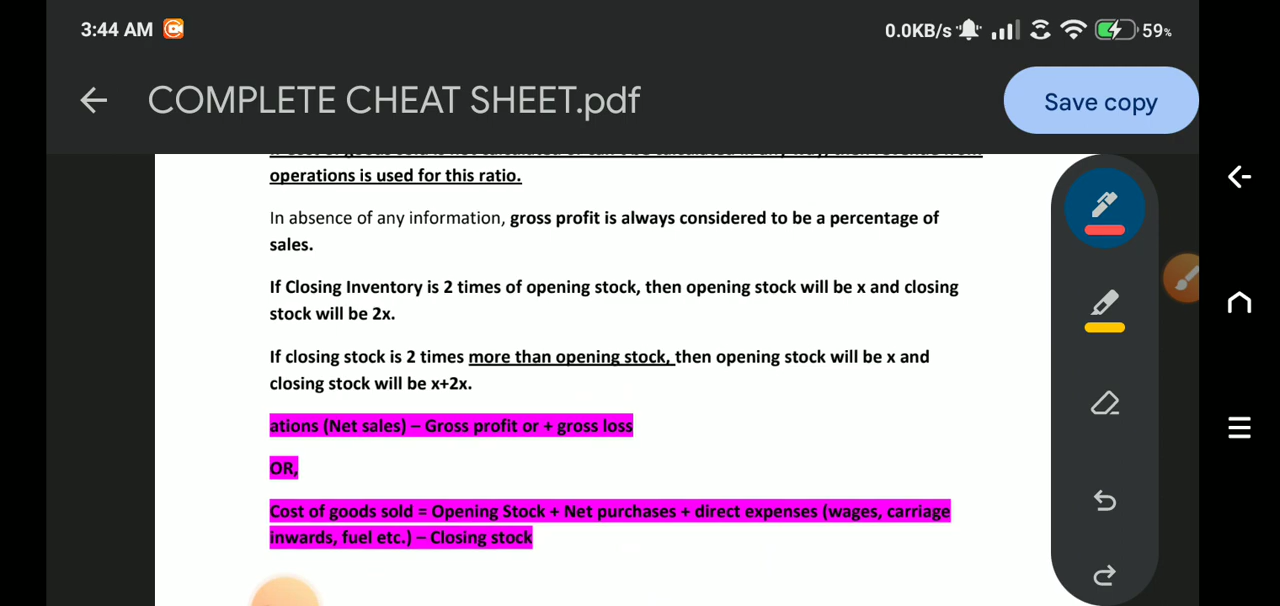 3:44 AM
0.0KB/s
59%
COMPLETE CHEAT SHEET.pdf
Save copy
operations is used for this ratio.
In absence of any information, gross profit is always considered to be a percentage of
sales.
If Closing Inventory is 2 times of opening stock, then opening stock will be x and closing
stock will be 2x.
If closing stock is 2 times more than opening stock, then opening stock will be x and
closing stock will be x+2x.
ations (Net sales) – Gross profit or + gross loss
OR,
Cost of goods sold = Opening Stock + Net purchases + direct expenses (wages, carriage
inwards, fuel etc.) – Closing stock